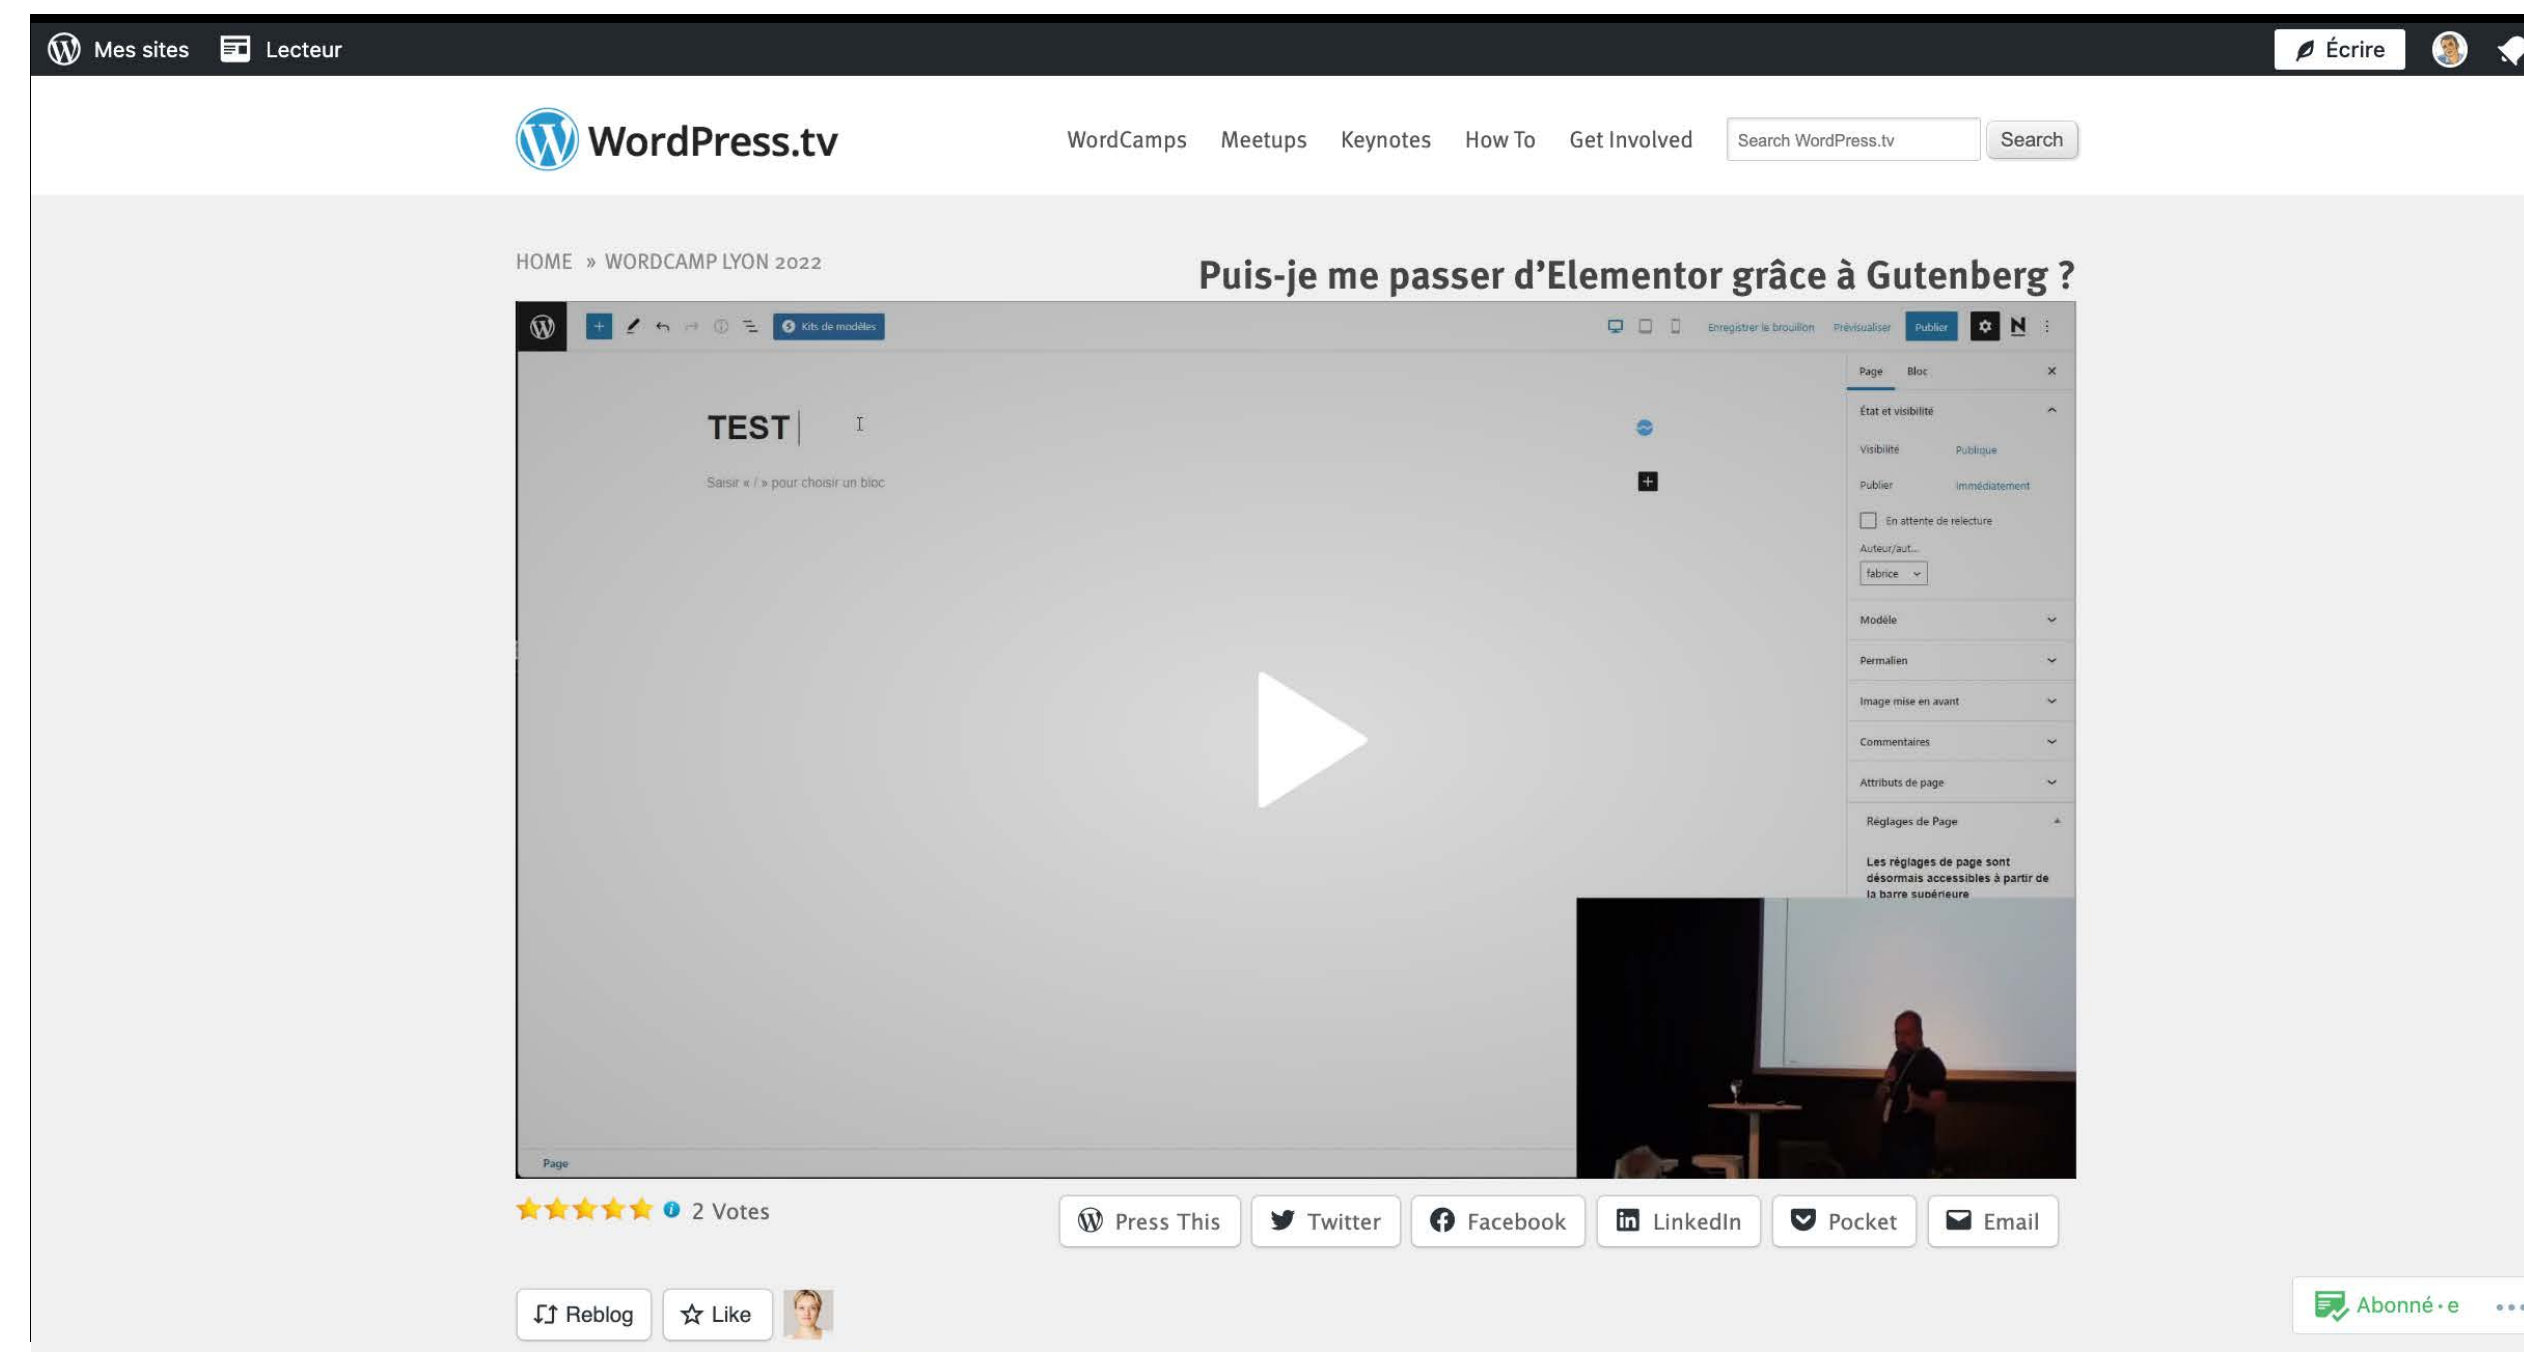 Mes sites Lecteur Écrire
WordPress.tv WordCamps Meetups Keynotes How To Get Involved Search WordPress.tv Search
HOME » WORDCAMP LYON 2022
Puis-je me passer d’Elementor grâce à Gutenberg ?
Kits de modèles Enregistrer le brouillon Prévisualiser Publier
Page Bloc
État et visibilité
TEST
Visibilité Publique
Saisir « / » pour choisir un bloc
Publier Immédiatement
En attente de relecture
Auteur/aut...
fabrice
Modèle
Permalien
Image mise en avant
Commentaires
Attributs de page
Réglages de Page
Les réglages de page sont
désormais accessibles à partir de
la barre supérieure
Page
2 Votes Press This Twitter Facebook LinkedIn Pocket Email
Reblog Like Abonné·e